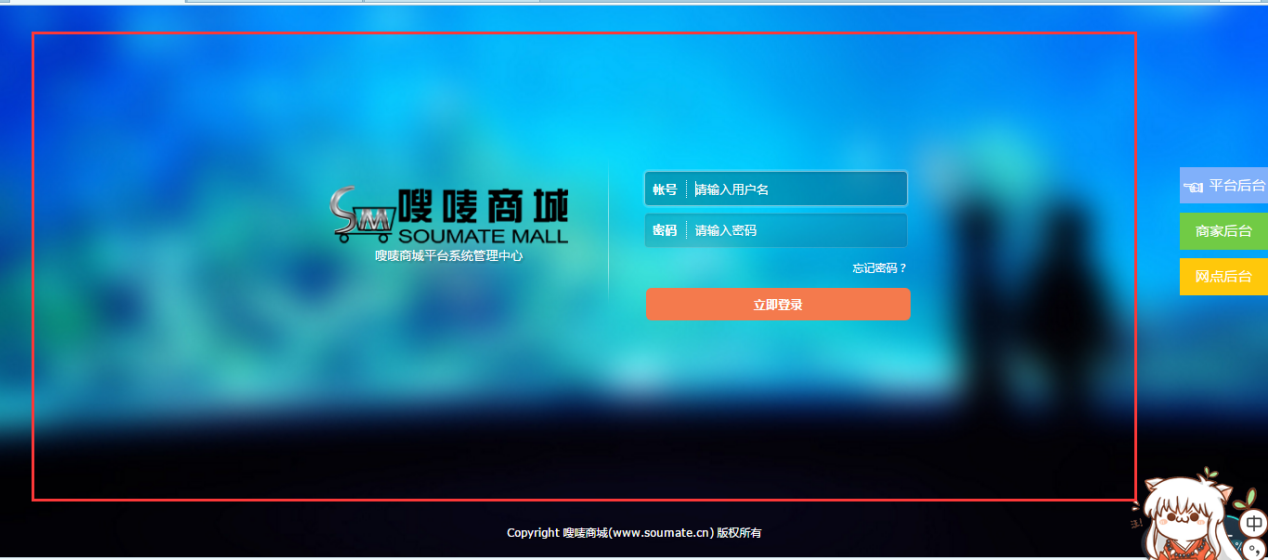 帐号 请输入用户名
嗖唛商城
SOUMATE MALL
嗖唛商城平台系统管理中心
密码 请输入密码
忘记密码？
立即登录
平台后台
商家后台
网点后台
Copyright 嗖唛商城(www.soumate.cn) 版权所有
中